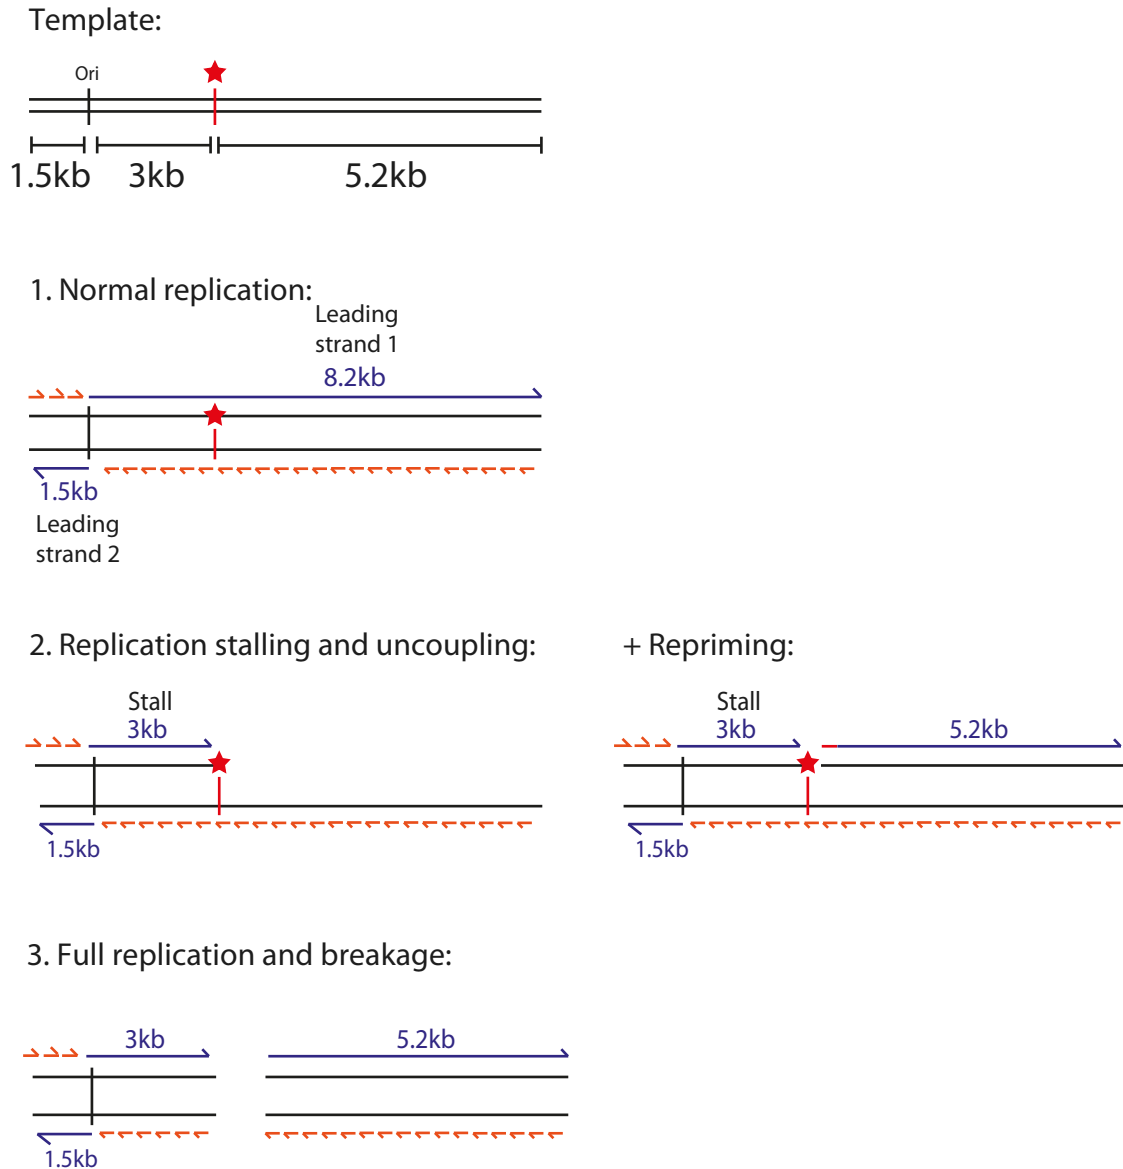 Template:
Ori
1.5kb 3kb 5.2kb
1. Normal replication:
Leading
strand 1
8.2kb
1.5kb
Leading
strand 2
2. Replication stalling and uncoupling:
Stall
3kb
1.5kb
+ Repriming:
Stall
3kb 5.2kb
1.5kb
3. Full replication and breakage:
3kb 5.2kb
1.5kb